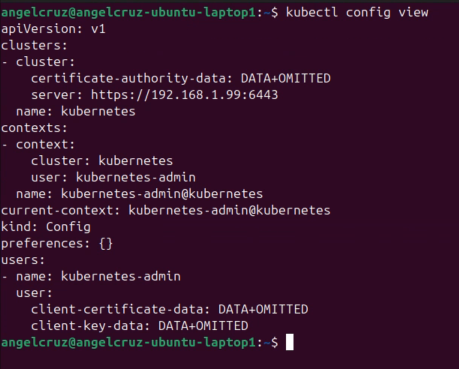 angelcruz@angelcruz-ubuntu-laptop1:~$ kubectl config view
apiVersion: v1
clusters:
- cluster:
    certificate-authority-data: DATA+OMITTED
    server: https://192.168.1.99:6443
  name: kubernetes
contexts:
- context:
    cluster: kubernetes
    user: kubernetes-admin
  name: kubernetes-admin@kubernetes
current-context: kubernetes-admin@kubernetes
kind: Config
preferences: {}
users:
- name: kubernetes-admin
  user:
    client-certificate-data: DATA+OMITTED
    client-key-data: DATA+OMITTED
angelcruz@angelcruz-ubuntu-laptop1:~$